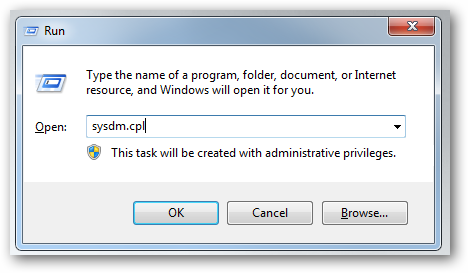 Run
Type the name of a program, folder, document, or Internet
resource, and Windows will open it for you.
Open: sysdm.cpl
This task will be created with administrative privileges.
OK Cancel Browse...